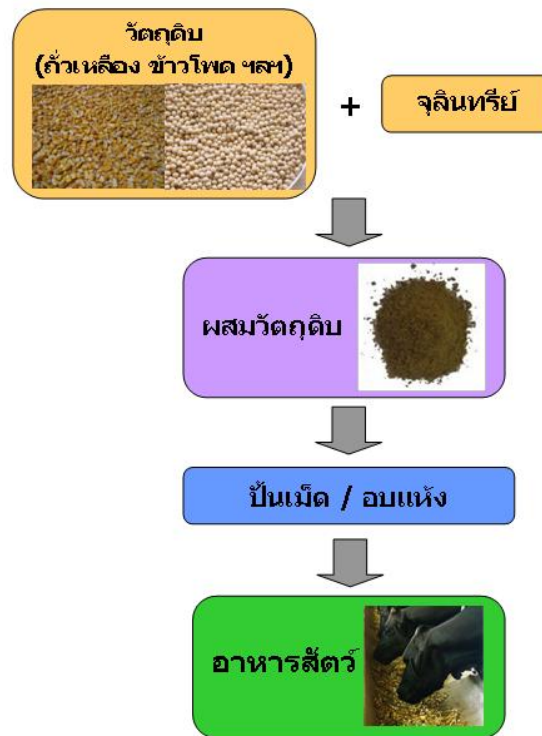 วัตถุดิบ
(ถั่วเหลือง ข้าวโพด ฯลฯ)
+
จุลินทรีย์
ผสมวัตถุดิบ
ปั้นเม็ด / อบแห้ง
อาหารสัตว์